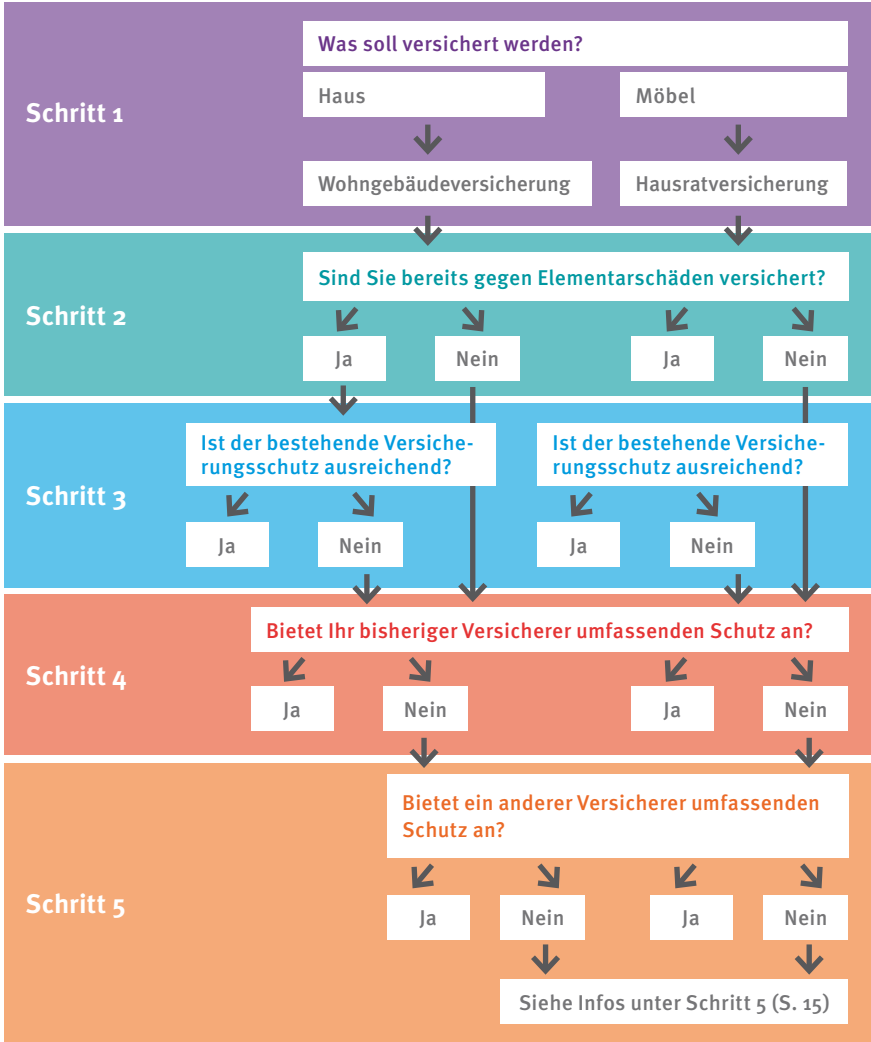 Schritt 1
Was soll versichert werden?
Haus
Möbel
Wohngebäudeversicherung
Hausratversicherung
Schritt 2
Sind Sie bereits gegen Elementarschäden versichert?
Ja
Nein
Ja
Nein
Schritt 3
Ist der bestehende Versiche-
rungsschutz ausreichend?
Ist der bestehende Versiche-
rungsschutz ausreichend?
Ja
Nein
Ja
Nein
Schritt 4
Bietet Ihr bisheriger Versicherer umfassenden Schutz an?
Ja
Nein
Ja
Nein
Schritt 5
Bietet ein anderer Versicherer umfassenden
Schutz an?
Ja
Nein
Ja
Nein
Siehe Infos unter Schritt 5 (S. 15)